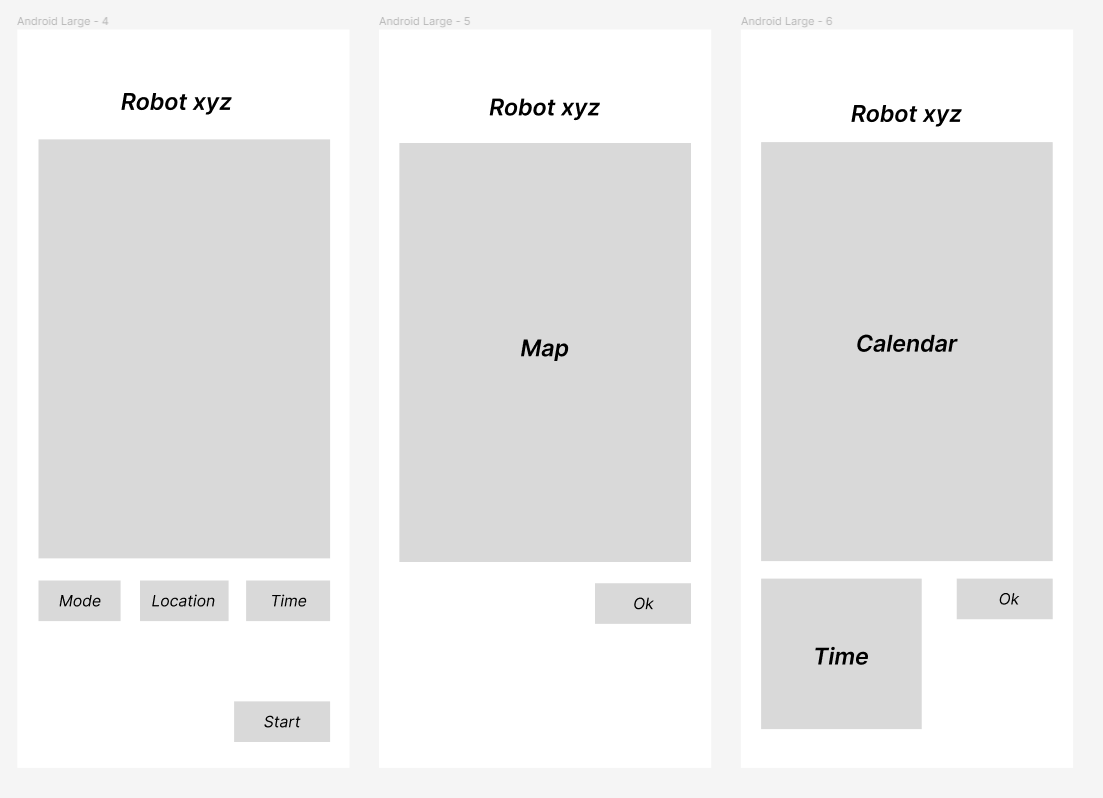 Android Large - 4
Robot xyz
Mode
Location
Time
Start
Android Large - 5
Robot xyz
Map
Ok
Android Large - 6
Robot xyz
Calendar
Time
Ok